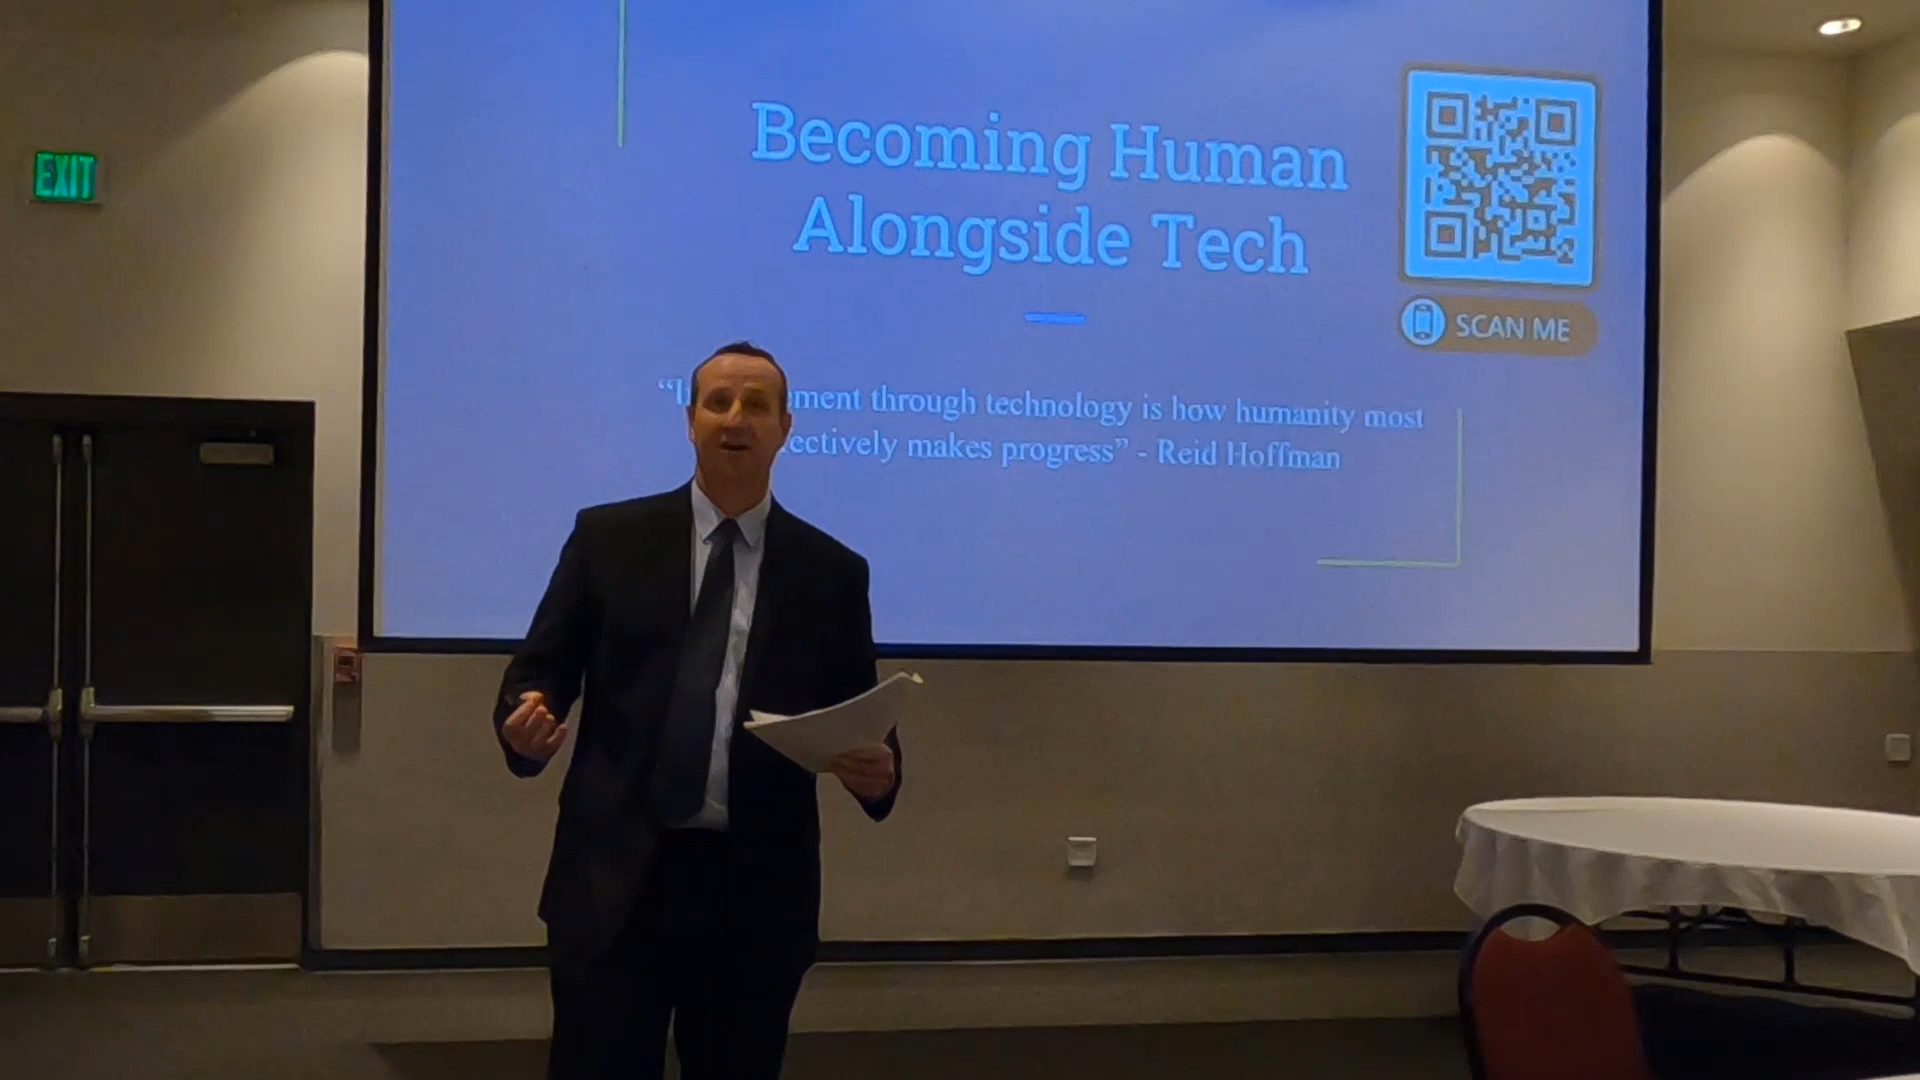 EXIT
Becoming Human
Alongside Tech
SCAN ME
ment through technology is how humanity most
ectively makes progress” - Reid Hoffman